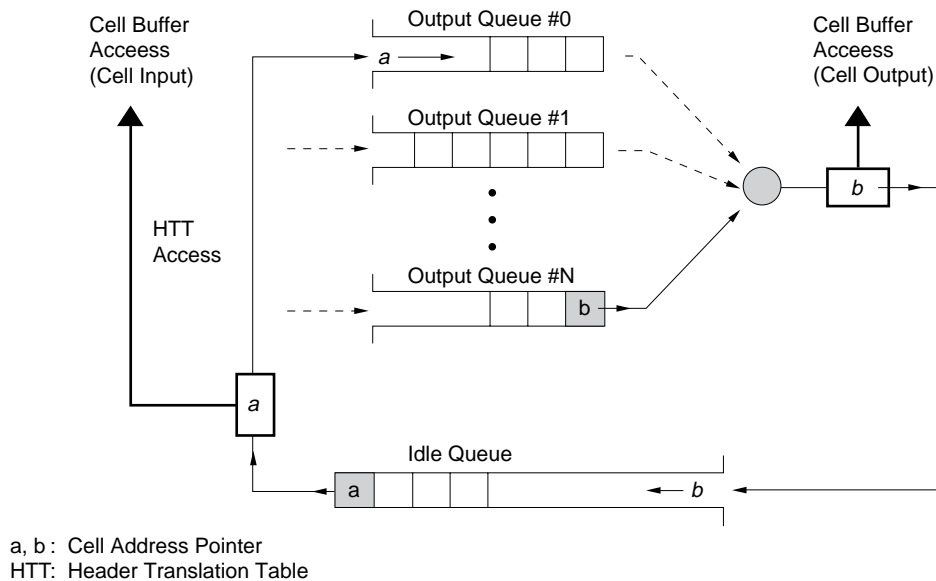 Cell Buffer
Acceess
(Cell Input)
Output Queue #0
a
Cell Buffer
Acceess
(Cell Output)
Output Queue #1
b
HTT
Access
Output Queue #N
b
a
Idle Queue
a
b
a, b : Cell Address Pointer
HTT: Header Translation Table